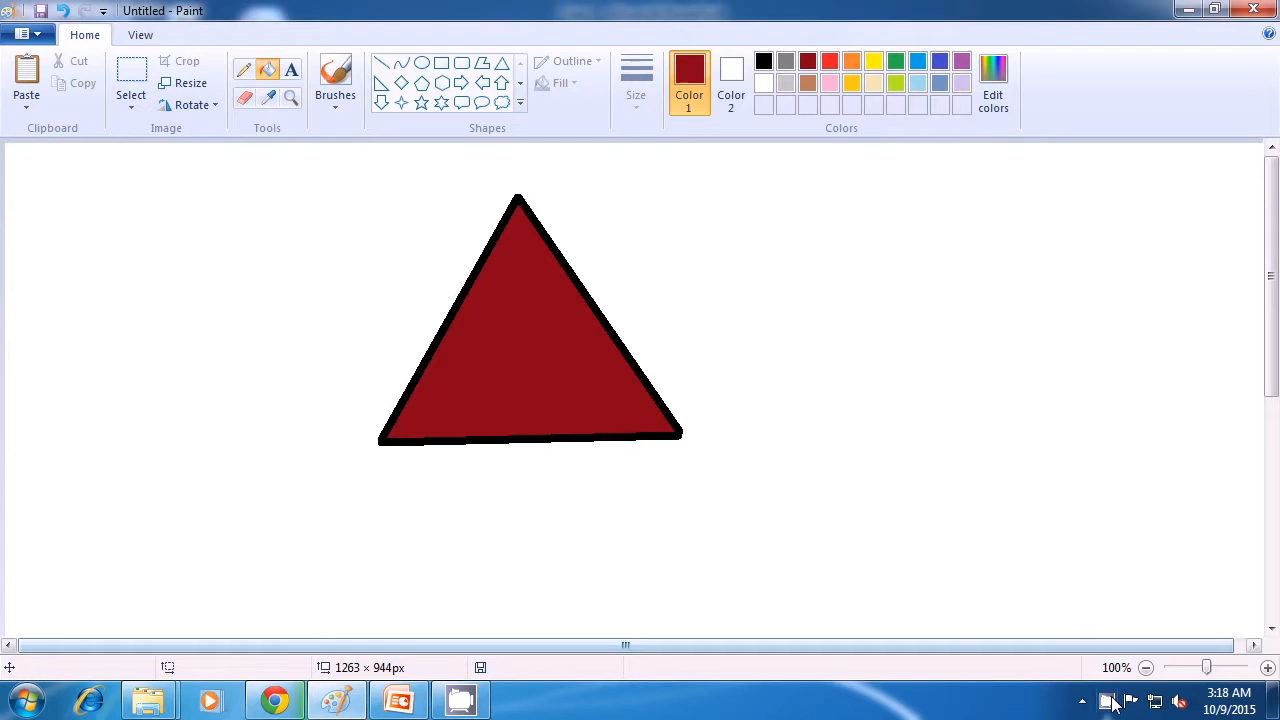 Untitled - Paint
Home View
Paste
Cut
Copy
Clipboard
Select
Crop
Resize
Rotate
Image
A
Tools
Brushes
Shapes
Outline
Fill
Size
Color 1
Color 2
Edit colors
Colors
1263 × 944px
100%
3:18 AM
10/9/2015